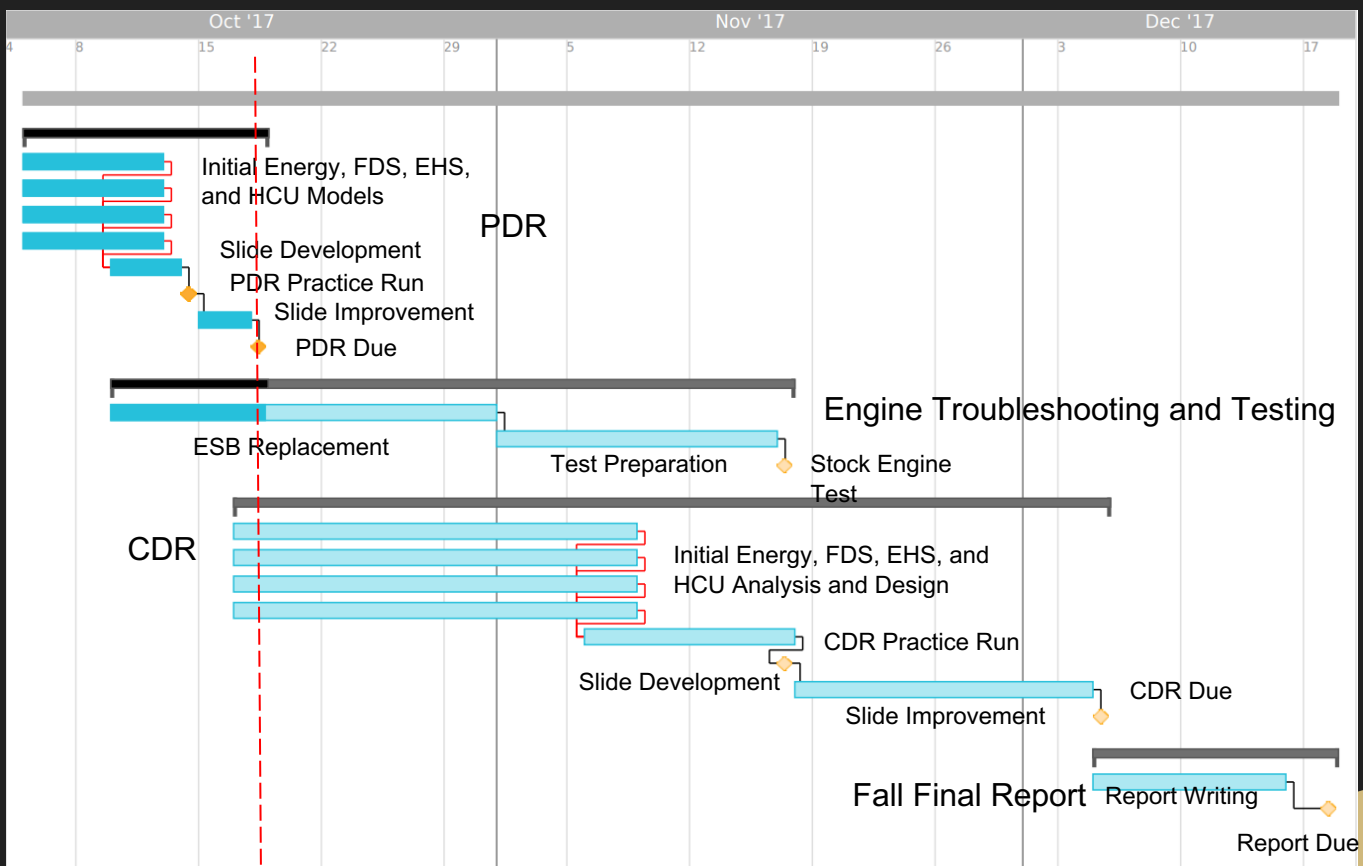 Oct '17 Nov '17 Dec '17
4 8 15 22 29 5 12 19 26 3 10 17
Initial Energy, FDS, EHS,
and HCU Models
PDR
Slide Development
PDR Practice Run
Slide Improvement
PDR Due
Engine Troubleshooting and Testing
ESB Replacement
Test Preparation
Stock Engine
Test
CDR
Initial Energy, FDS, EHS, and
HCU Analysis and Design
CDR Practice Run
Slide Development
CDR Due
Slide Improvement
Fall Final Report
Report Writing
Report Due